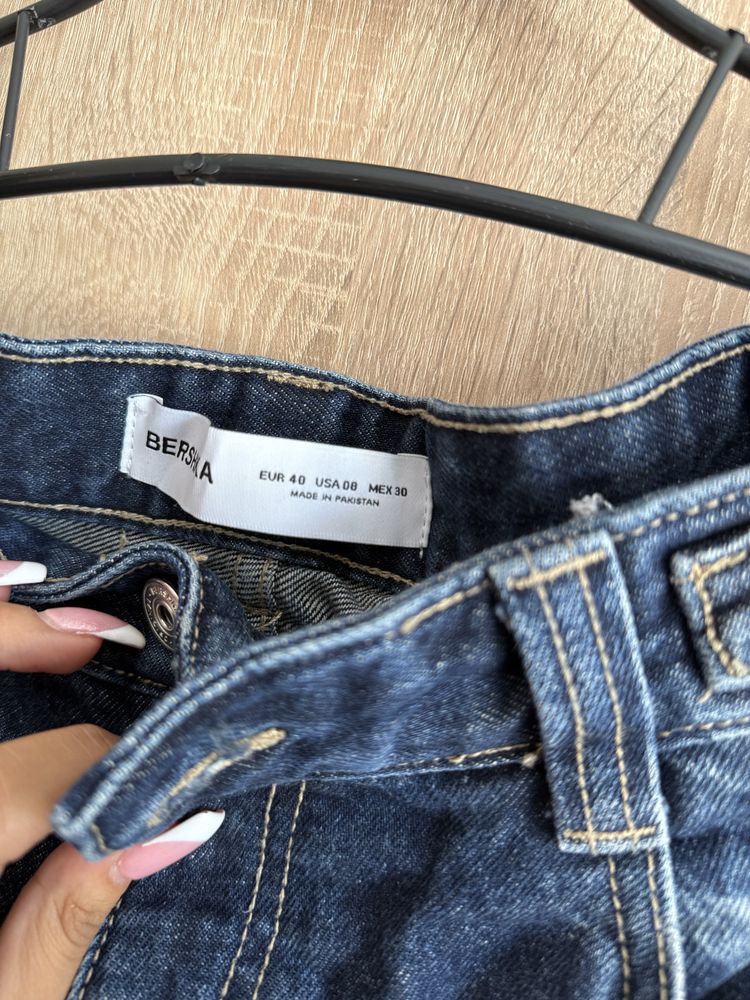 BERSHKA
EUR 40 USA 08 MEX 30
MADE IN PAKISTAN